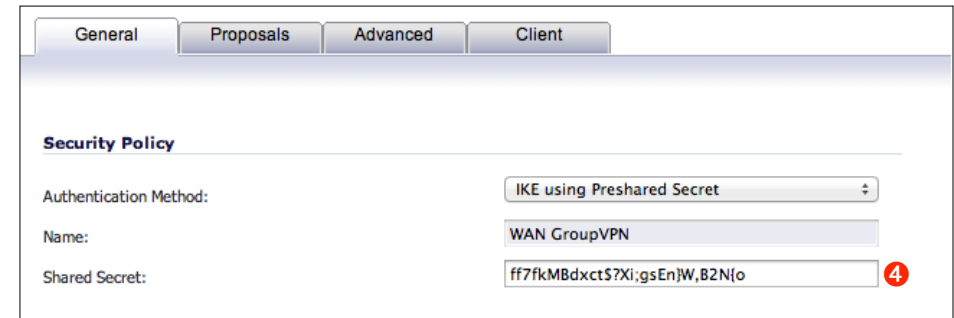 General Proposals Advanced Client
Security Policy
Authentication Method: IKE using Preshared Secret
Name: WAN GroupVPN
Shared Secret: ff7fkMBdxct$?Xi;gsEn}W,B2N{o 4